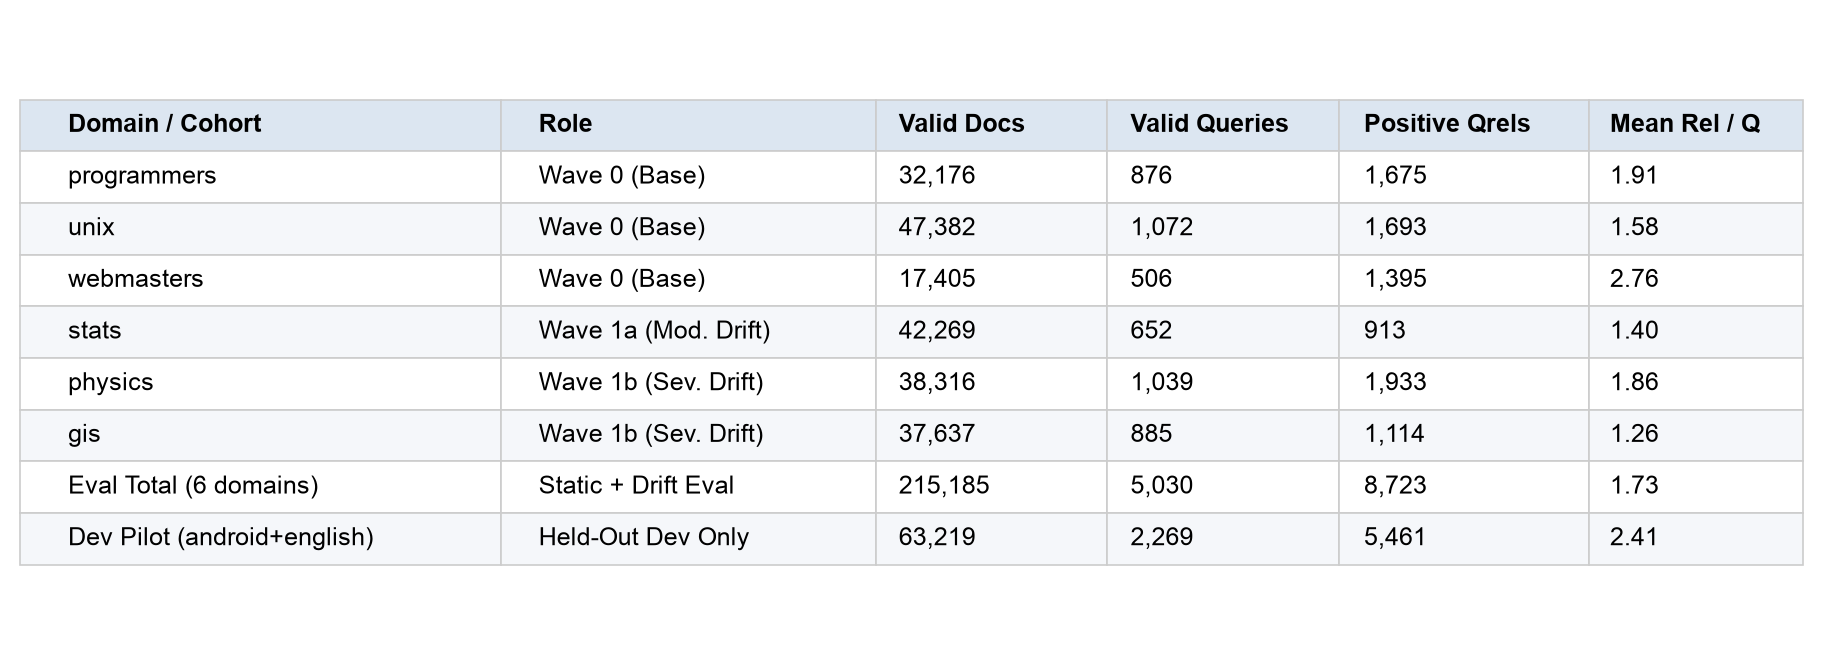 Domain / Cohort Role Valid Docs Valid Queries Positive Qrels Mean Rel / Q
programmers Wave 0 (Base) 32,176 876 1,675 1.91
unix Wave 0 (Base) 47,382 1,072 1,693 1.58
webmasters Wave 0 (Base) 17,405 506 1,395 2.76
stats Wave 1a (Mod. Drift) 42,269 652 913 1.40
physics Wave 1b (Sev. Drift) 38,316 1,039 1,933 1.86
gis Wave 1b (Sev. Drift) 37,637 885 1,114 1.26
Eval Total (6 domains) Static + Drift Eval 215,185 5,030 8,723 1.73
Dev Pilot (android+english) Held-Out Dev Only 63,219 2,269 5,461 2.41